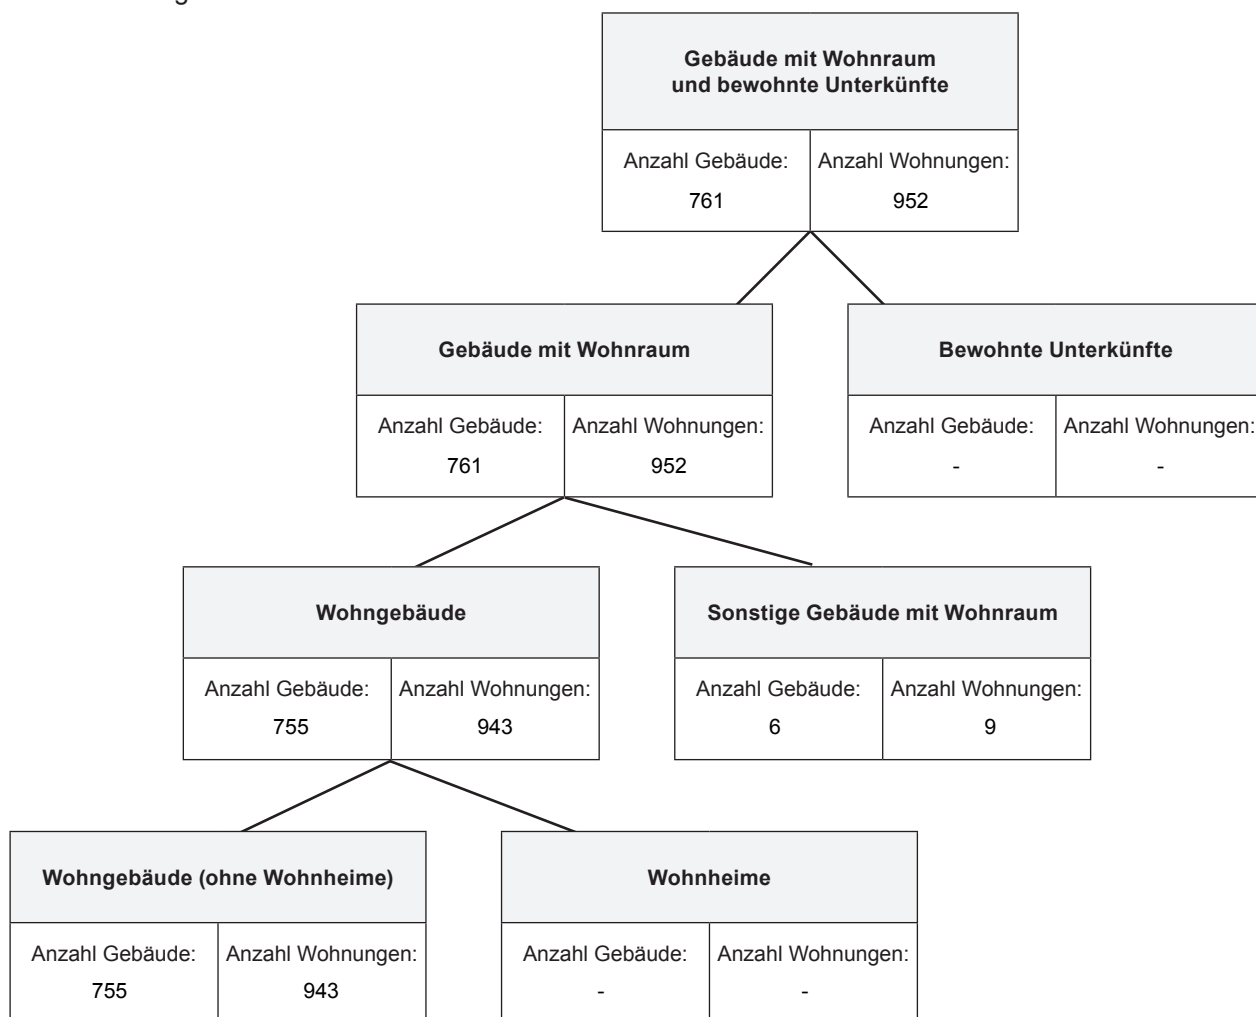 Gebäude mit Wohnraum
und bewohnte Unterkünfte
Anzahl Gebäude: Anzahl Wohnungen:
761 952
Gebäude mit Wohnraum
Anzahl Gebäude: Anzahl Wohnungen:
761 952
Bewohnte Unterkünfte
Anzahl Gebäude: Anzahl Wohnungen:
- -
Wohngebäude
Anzahl Gebäude: Anzahl Wohnungen:
755 943
Sonstige Gebäude mit Wohnraum
Anzahl Gebäude: Anzahl Wohnungen:
6 9
Wohngebäude (ohne Wohnheime)
Anzahl Gebäude: Anzahl Wohnungen:
755 943
Wohnheime
Anzahl Gebäude: Anzahl Wohnungen:
- -